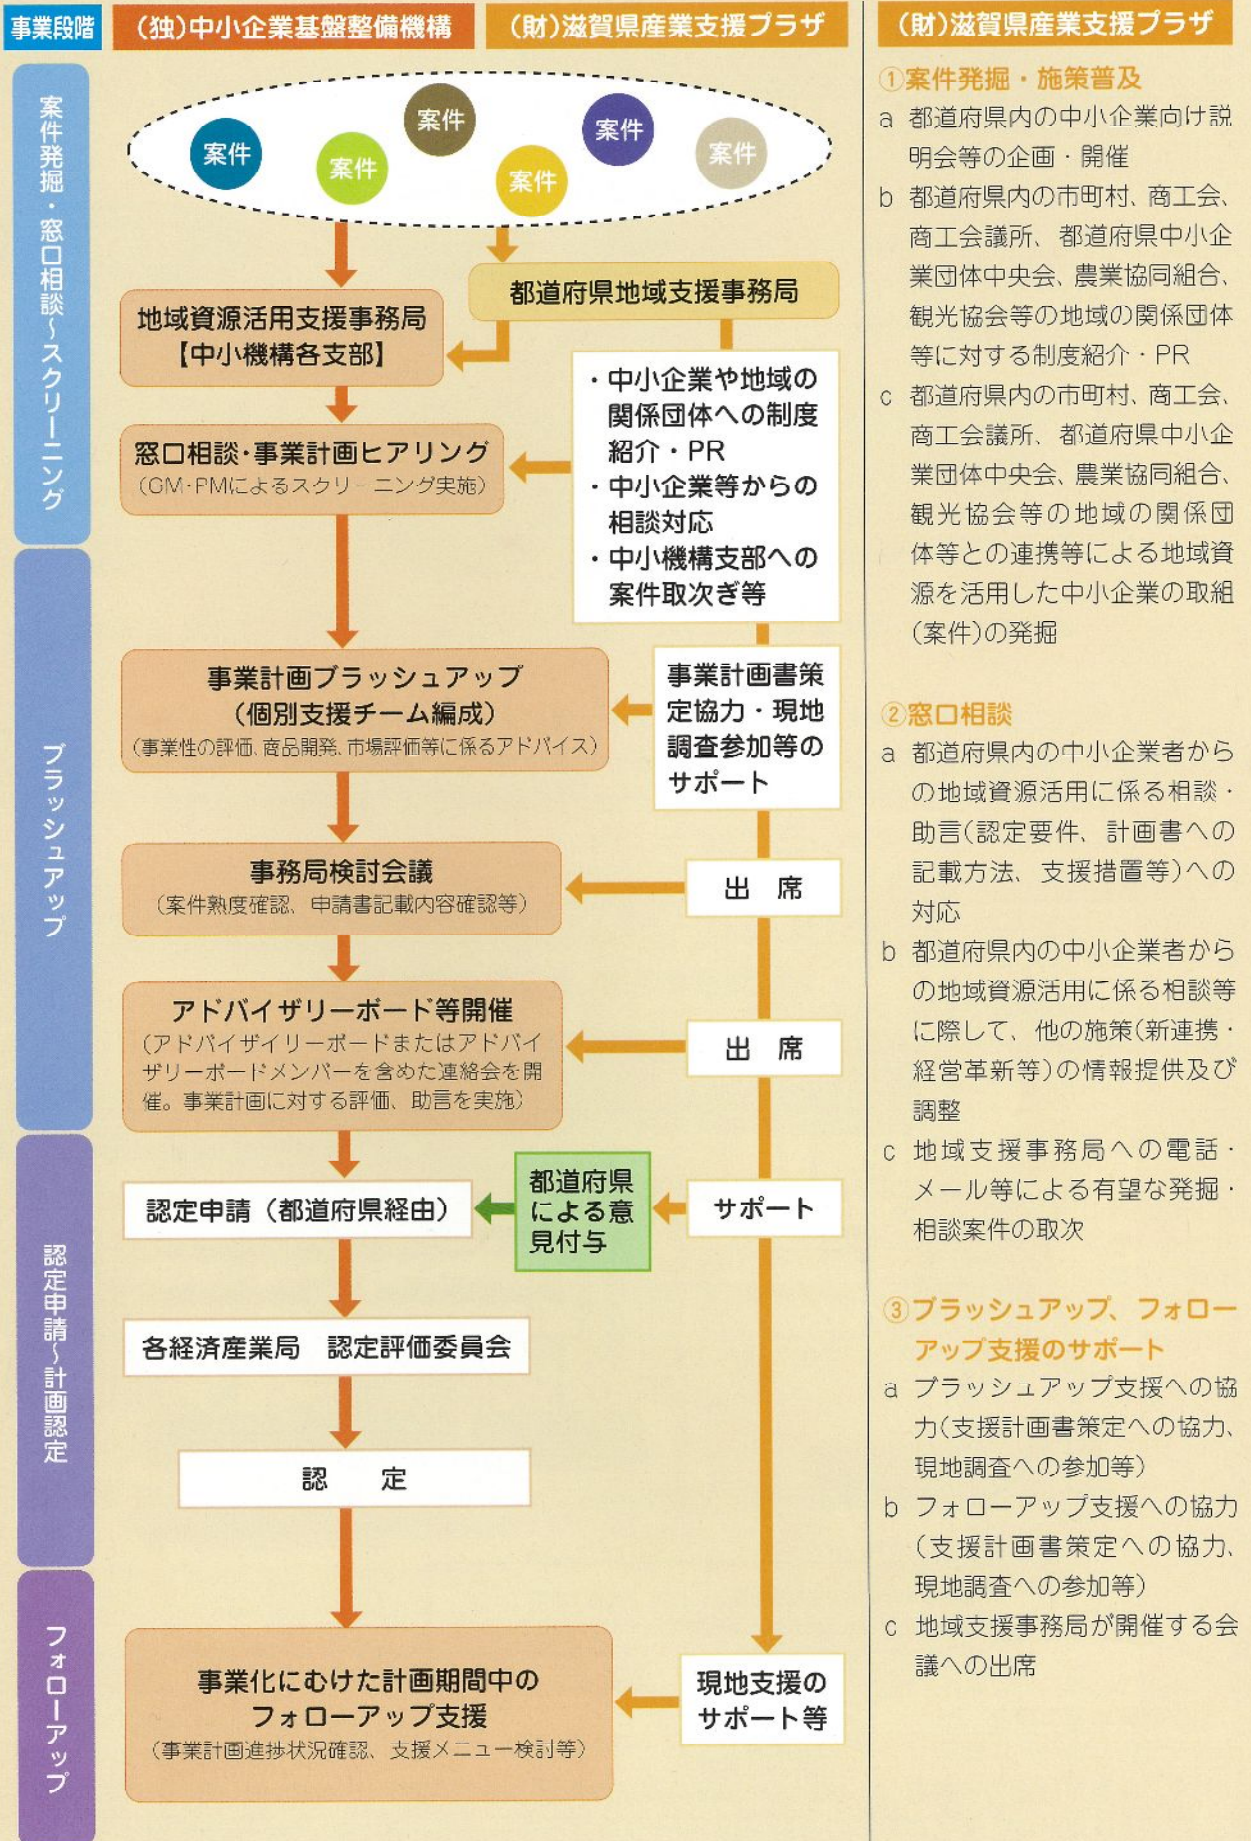 事業段階
(独)中小企業基盤整備機構
(財)滋賀県産業支援プラザ
(財)滋賀県産業支援プラザ
案件発掘・窓口相談～スクリーニング
案件
案件
案件
案件
案件
案件
都道府県地域支援事務局
地域資源活用支援事務局
【中小機構各支部】
・中小企業や地域の
関係団体への制度
紹介・PR
・中小企業等からの
相談対応
・中小機構支部への
案件取次ぎ等
窓口相談・事業計画ヒアリング
(GM・PMによるスクリーニング実施)
ブラッシュアップ
事業計画ブラッシュアップ
(個別支援チーム編成)
(事業性の評価、商品開発、市場評価等に係るアドバイス)
事業計画書策
定協力・現地
調査参加等の
サポート
事務局検討会議
(案件熟度確認、申請書記載内容確認等)
出　席
アドバイザリーボード等開催
(アドバイザイリーボードまたはアドバイ
ザリーボードメンバーを含めた連絡会を開
催。事業計画に対する評価、助言を実施)
出　席
認定申請～計画認定
認定申請（都道府県経由）
都道府県
による意
見付与
サポート
各経済産業局　認定評価委員会
認　　定
フォローアップ
事業化にむけた計画期間中の
フォローアップ支援
(事業計画進捗状況確認、支援メニュー検討等)
現地支援の
サポート等
①案件発掘・施策普及
a 都道府県内の中小企業向け説
明会等の企画・開催
b 都道府県内の市町村、商工会、
商工会議所、都道府県中小企
業団体中央会、農業協同組合、
観光協会等の地域の関係団体
等に対する制度紹介・PR
c 都道府県内の市町村、商工会、
商工会議所、都道府県中小企
業団体中央会、農業協同組合、
観光協会等の地域の関係団
体等との連携等による地域資
源を活用した中小企業の取組
(案件)の発掘
②窓口相談
a 都道府県内の中小企業者から
の地域資源活用に係る相談・
助言(認定要件、計画書への
記載方法、支援措置等)への
対応
b 都道府県内の中小企業者から
の地域資源活用に係る相談等
に際して、他の施策(新連携・
経営革新等)の情報提供及び
調整
c 地域支援事務局への電話・
メール等による有望な発掘・
相談案件の取次
③ブラッシュアップ、フォロー
アップ支援のサポート
a ブラッシュアップ支援への協
力(支援計画書策定への協力、
現地調査への参加等)
b フォローアップ支援への協力
(支援計画書策定への協力、
現地調査への参加等)
c 地域支援事務局が開催する会
議への出席